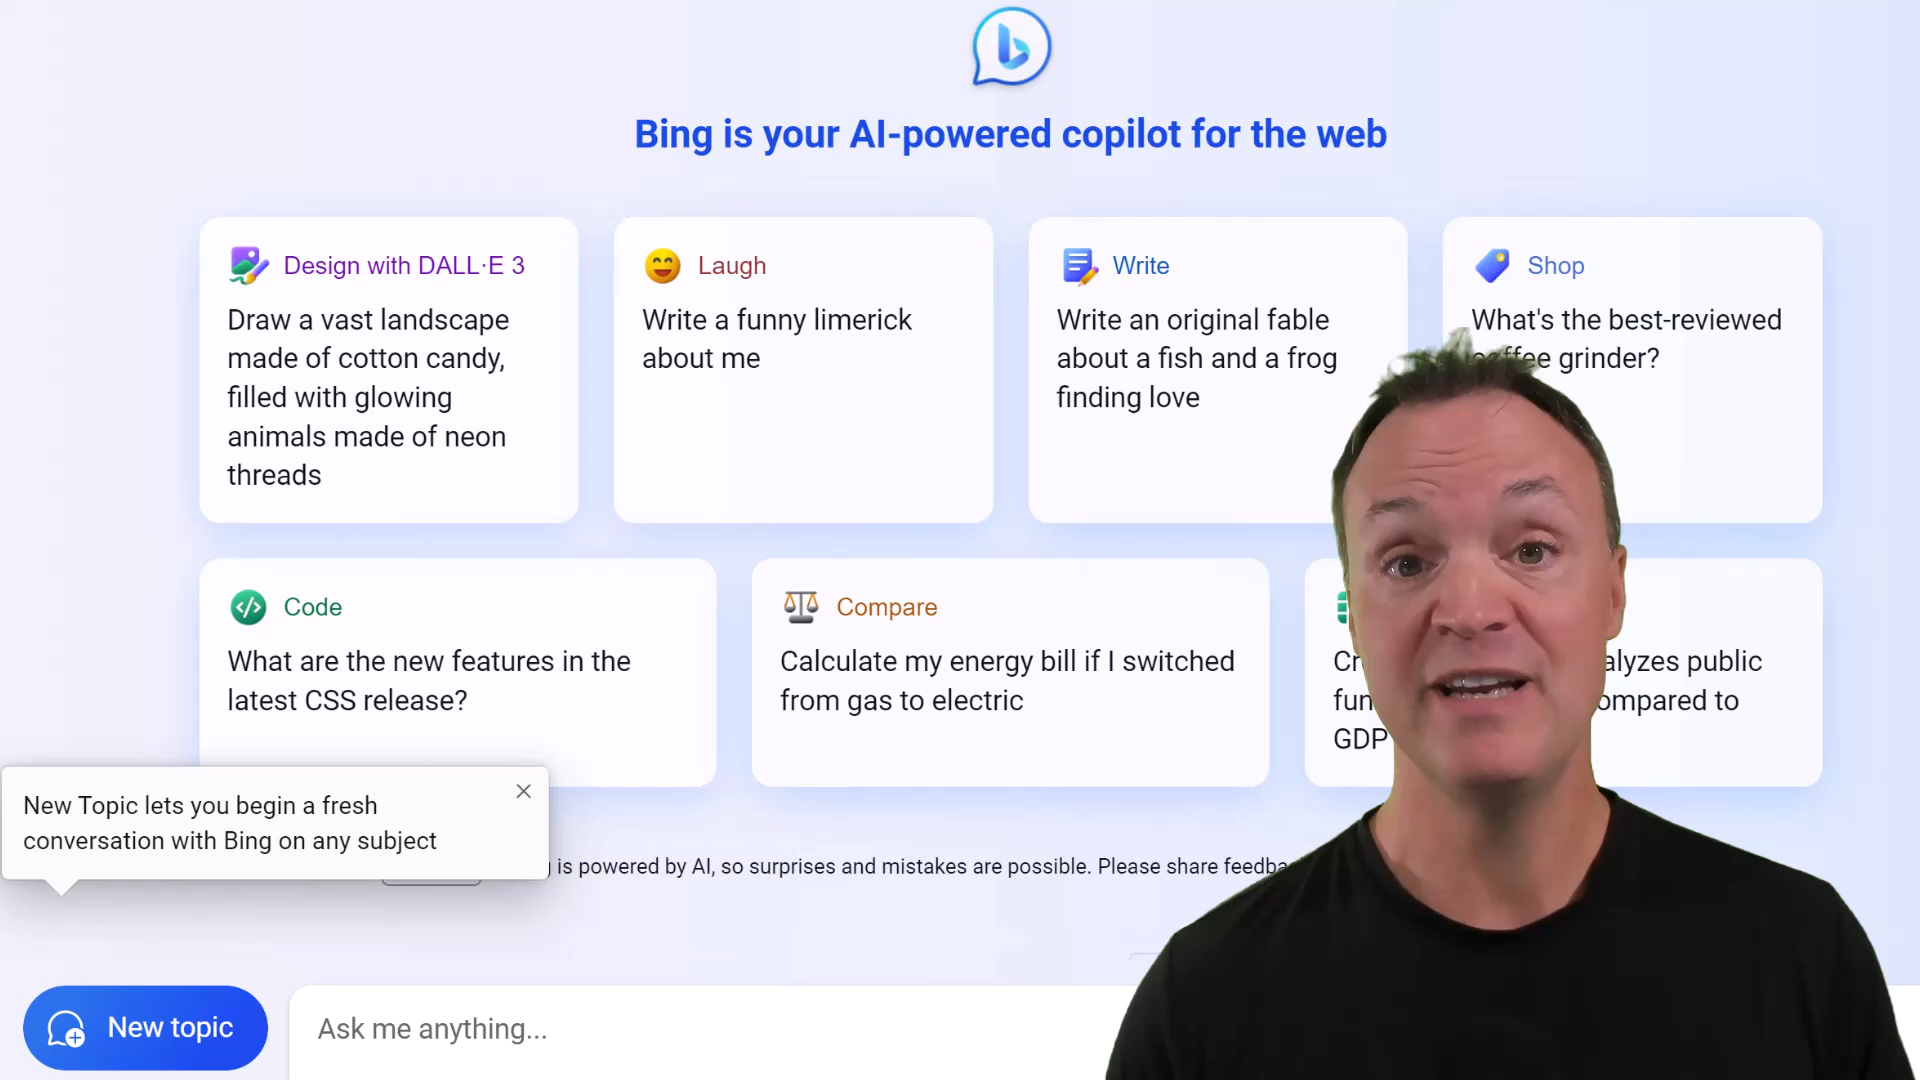 Bing is your AI-powered copilot for the web
Design with DALL·E 3
Draw a vast landscape
made of cotton candy,
filled with glowing
animals made of neon
threads
Laugh
Write a funny limerick
about me
Write
Write an original fable
about a fish and a frog
finding love
Shop
What's the best-reviewed
coffee grinder?
Code
What are the new features in the
latest CSS release?
Compare
Calculate my energy bill if I switched
from gas to electric
public
to
GDP
New Topic lets you begin a fresh
conversation with Bing on any subject
is powered by AI, so surprises and mistakes are possible. Please share
New topic
Ask me anything...